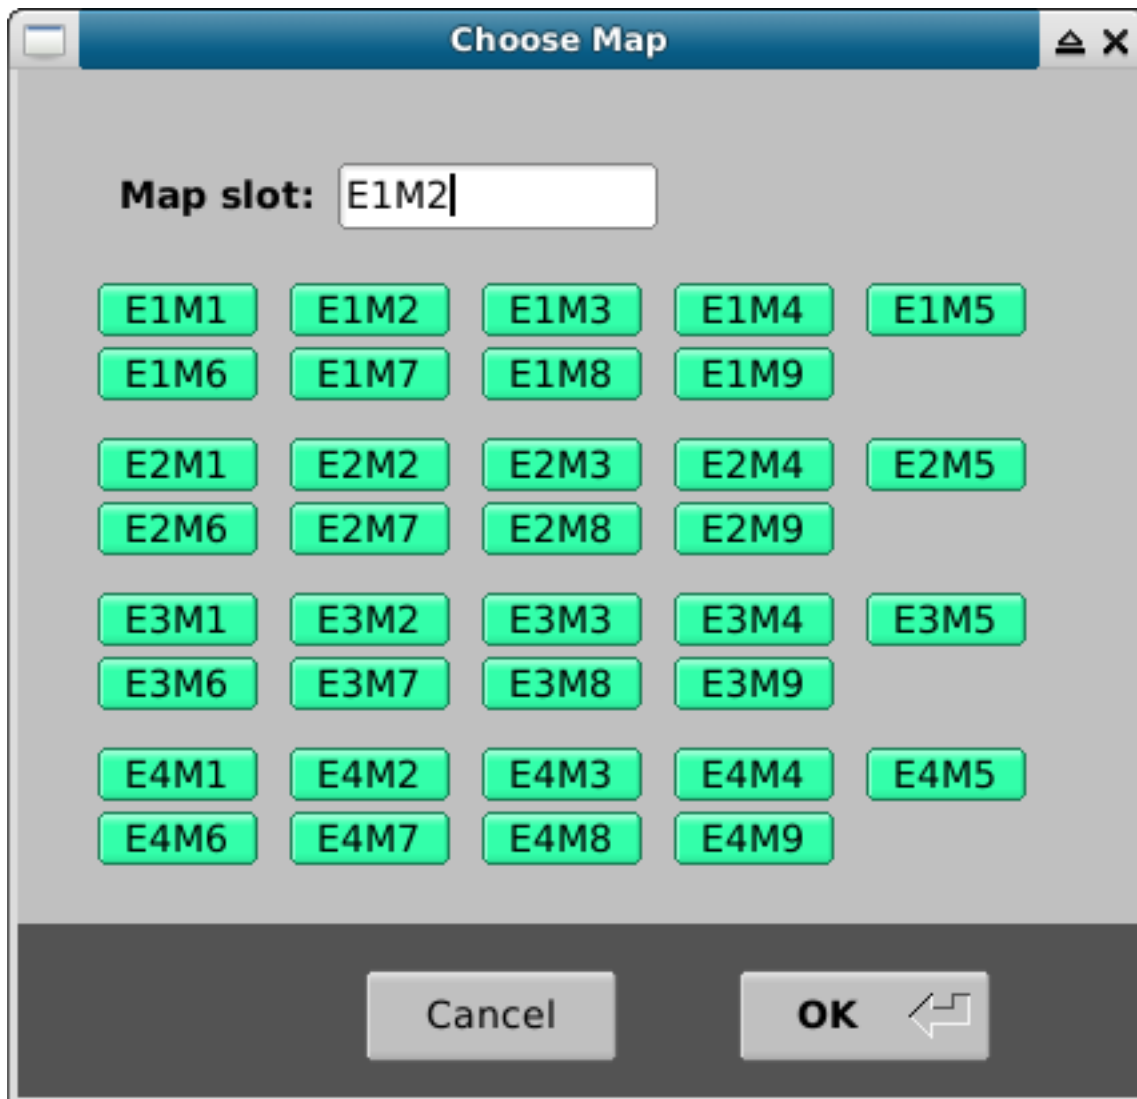 Choose Map
Map slot: E1M2
E1M1 E1M2 E1M3 E1M4 E1M5
E1M6 E1M7 E1M8 E1M9
E2M1 E2M2 E2M3 E2M4 E2M5
E2M6 E2M7 E2M8 E2M9
E3M1 E3M2 E3M3 E3M4 E3M5
E3M6 E3M7 E3M8 E3M9
E4M1 E4M2 E4M3 E4M4 E4M5
E4M6 E4M7 E4M8 E4M9
Cancel OK